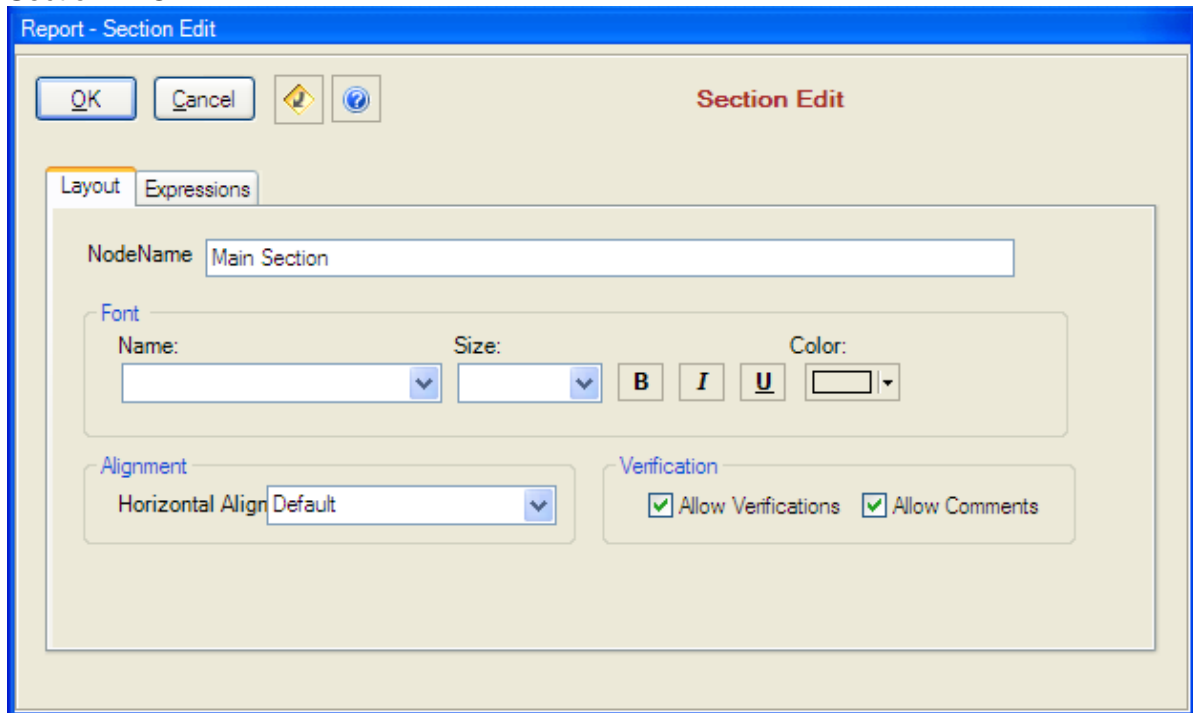 Report - Section Edit
OK Cancel Section Edit
Layout Expressions
NodeName Main Section
Font
Name: Size: Color:
B I U
Alignment Verification
Horizontal Align Default Allow Verifications Allow Comments